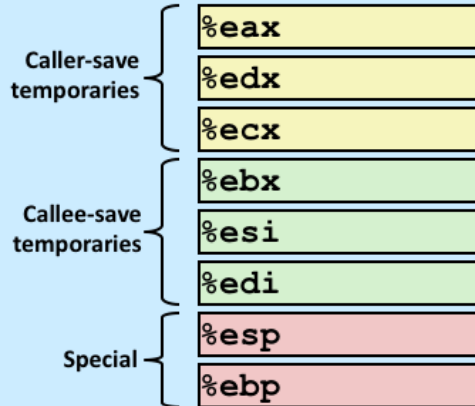 %eax
Caller-save
temporaries
%edx
%ecx
%ebx
Callee-save
temporaries
%esi
%edi
%esp
Special
%ebp